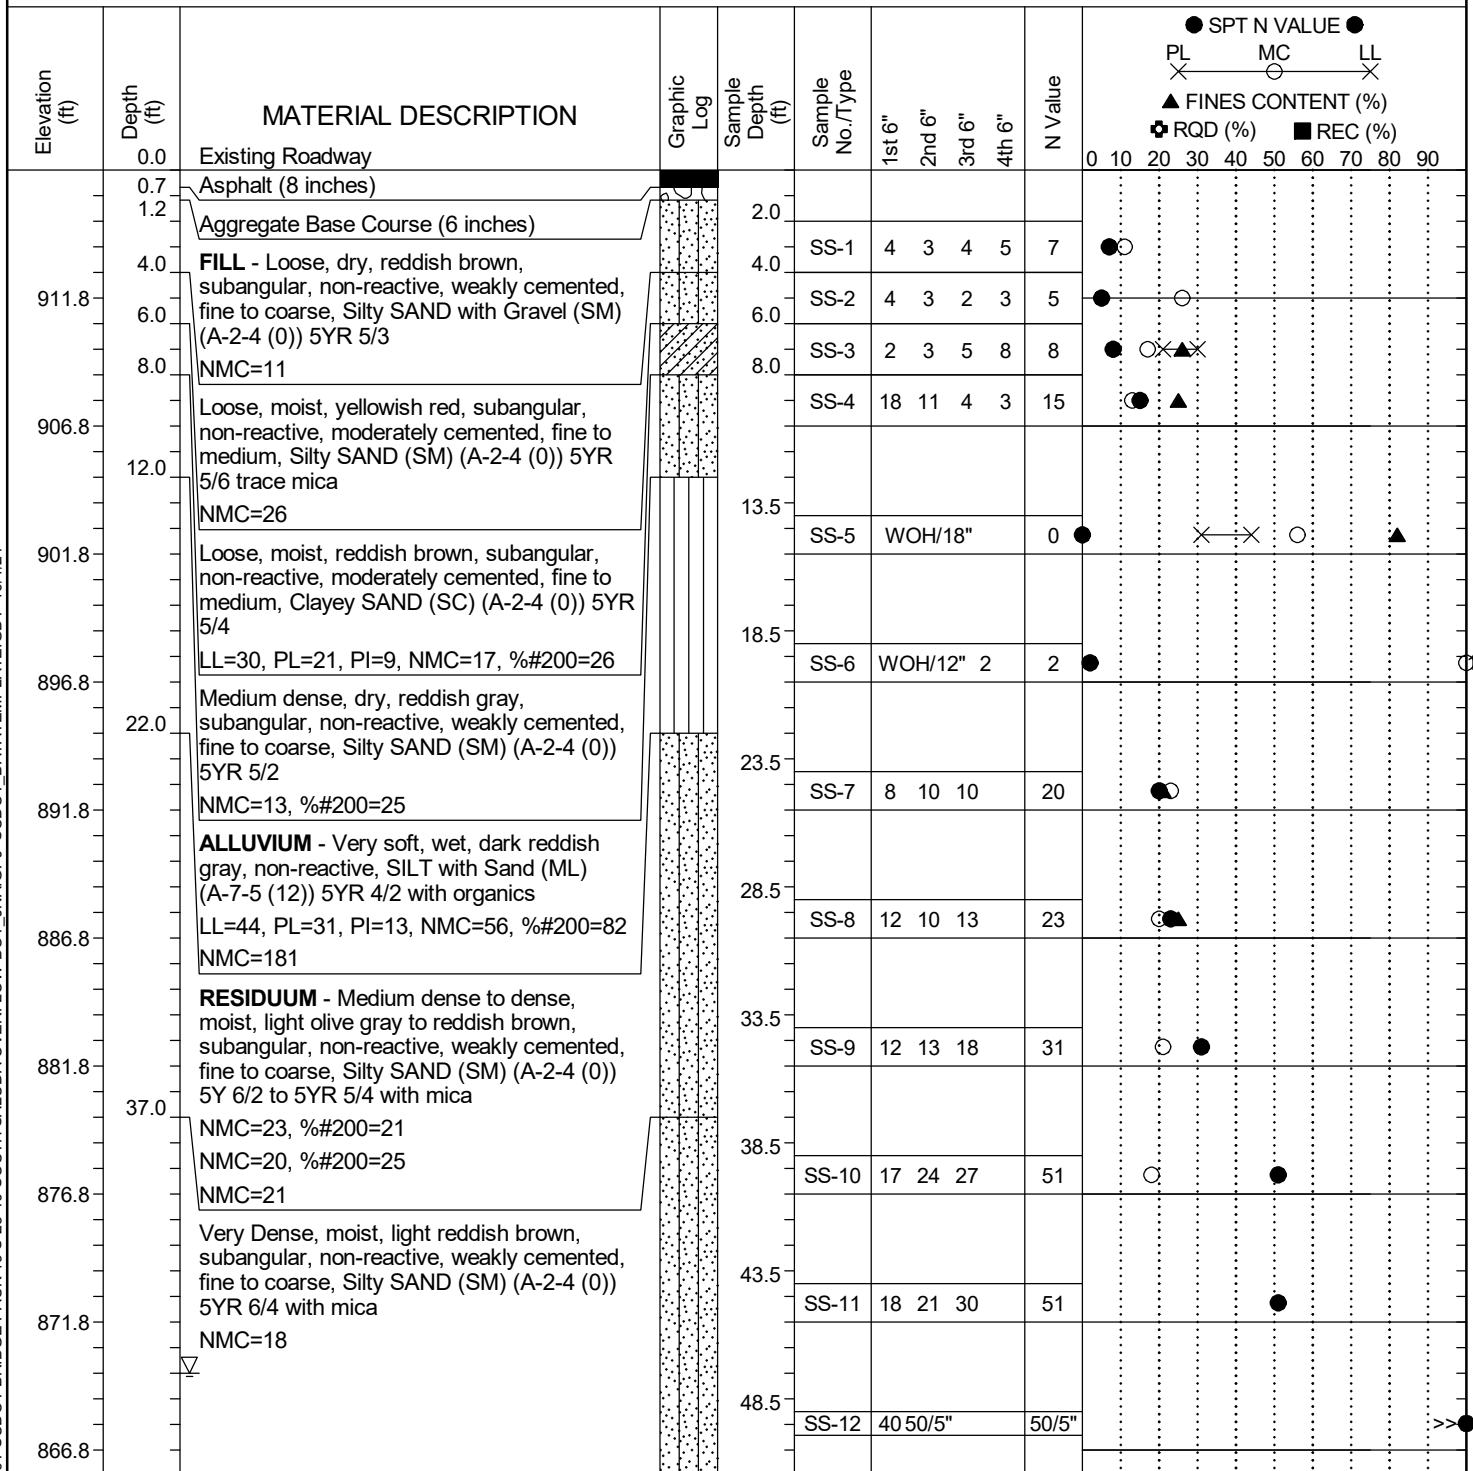 ● SPT N VALUE ●
PL MC LL
▲ FINES CONTENT (%)
RQD (%) ■ REC (%)
0 10 20 30 40 50 60 70 80 90
Elevation (ft)
Depth (ft)
MATERIAL DESCRIPTION
Graphic Log
Sample Depth (ft)
Sample No./Type
1st 6"
2nd 6"
3rd 6"
4th 6"
N Value
0.0 Existing Roadway
0.7 Asphalt (8 inches)
1.2
Aggregate Base Course (6 inches)
4.0
FILL - Loose, dry, reddish brown,
subangular, non-reactive, weakly cemented,
fine to coarse, Silty SAND with Gravel (SM)
(A-2-4 (0)) 5YR 5/3
NMC=11
911.8
6.0
8.0
Loose, moist, yellowish red, subangular,
non-reactive, moderately cemented, fine to
medium, Silty SAND (SM) (A-2-4 (0)) 5YR
5/6 trace mica
NMC=26
906.8
12.0
Loose, moist, reddish brown, subangular,
non-reactive, moderately cemented, fine to
medium, Clayey SAND (SC) (A-2-4 (0)) 5YR
5/4
LL=30, PL=21, PI=9, NMC=17, %#200=26
901.8
896.8
Medium dense, dry, reddish gray,
subangular, non-reactive, weakly cemented,
fine to coarse, Silty SAND (SM) (A-2-4 (0))
5YR 5/2
NMC=13, %#200=25
22.0
891.8
ALLUVIUM - Very soft, wet, dark reddish
gray, non-reactive, SILT with Sand (ML)
(A-7-5 (12)) 5YR 4/2 with organics
LL=44, PL=31, PI=13, NMC=56, %#200=82
NMC=181
886.8
RESIDUUM - Medium dense to dense,
moist, light olive gray to reddish brown,
subangular, non-reactive, weakly cemented,
fine to coarse, Silty SAND (SM) (A-2-4 (0))
5Y 6/2 to 5YR 5/4 with mica
NMC=23, %#200=21
NMC=20, %#200=25
NMC=21
881.8
37.0
876.8
Very Dense, moist, light reddish brown,
subangular, non-reactive, weakly cemented,
fine to coarse, Silty SAND (SM) (A-2-4 (0))
5YR 6/4 with mica
NMC=18
871.8
866.8
2.0
SS-1 4 3 4 5 7
4.0
SS-2 4 3 2 3 5
6.0
SS-3 2 3 5 8 8
8.0
SS-4 18 11 4 3 15
13.5
SS-5 WOH/18" 0
18.5
SS-6 WOH/12" 2 2
23.5
SS-7 8 10 10 20
28.5
SS-8 12 10 13 23
33.5
SS-9 12 13 18 31
38.5
SS-10 17 24 27 51
43.5
SS-11 18 21 30 51
48.5
SS-12 40 50/5" 50/5" >>